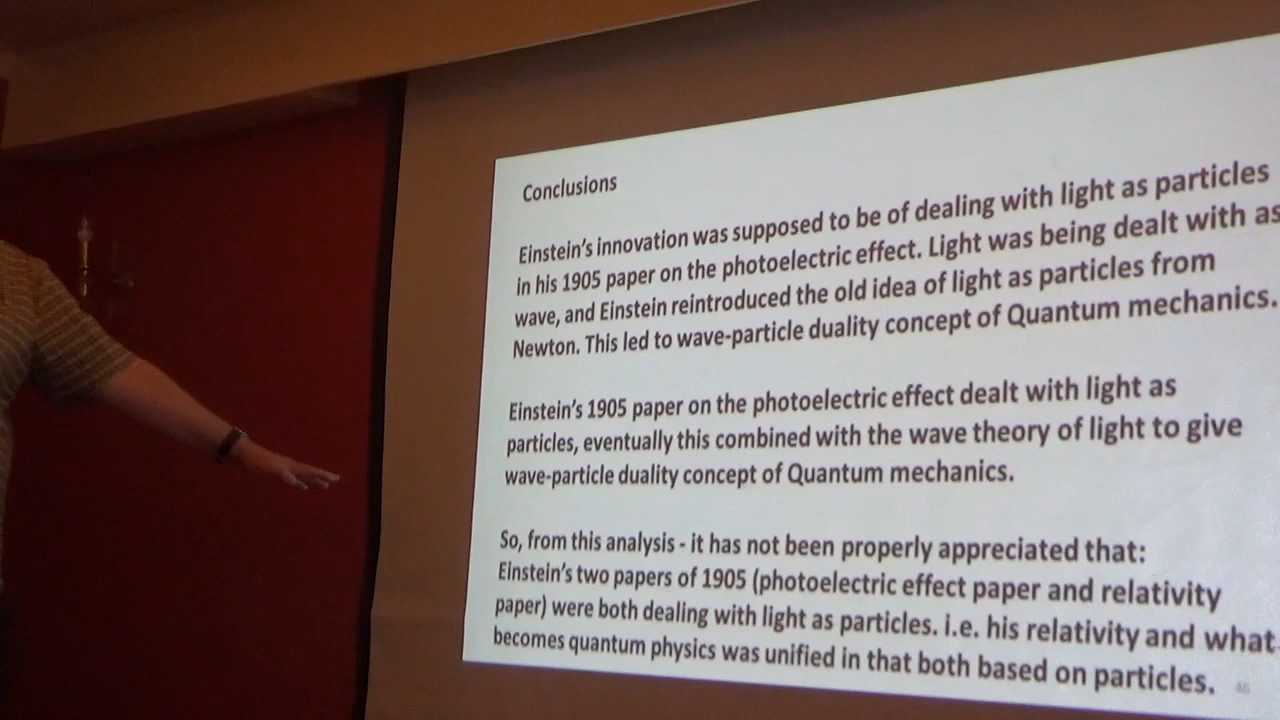 Conclusions
Einstein's innovation was supposed to be of dealing with light as particles
in his 1905 paper on the photoelectric effect. Light was being dealt with as
wave, and Einstein reintroduced the old idea of light as particles from
Newton. This led to wave-particle duality concept of Quantum mechanics.
Einstein's 1905 paper on the photoelectric effect dealt with light as
particles, eventually this combined with the wave theory of light to give
wave-particle duality concept of Quantum mechanics.
So, from this analysis - it has not been properly appreciated that:
Einstein's two papers of 1905 (photoelectric effect paper and relativity
paper) were both dealing with light as particles. i.e. his relativity and what
becomes quantum physics was unified in that both based on particles.